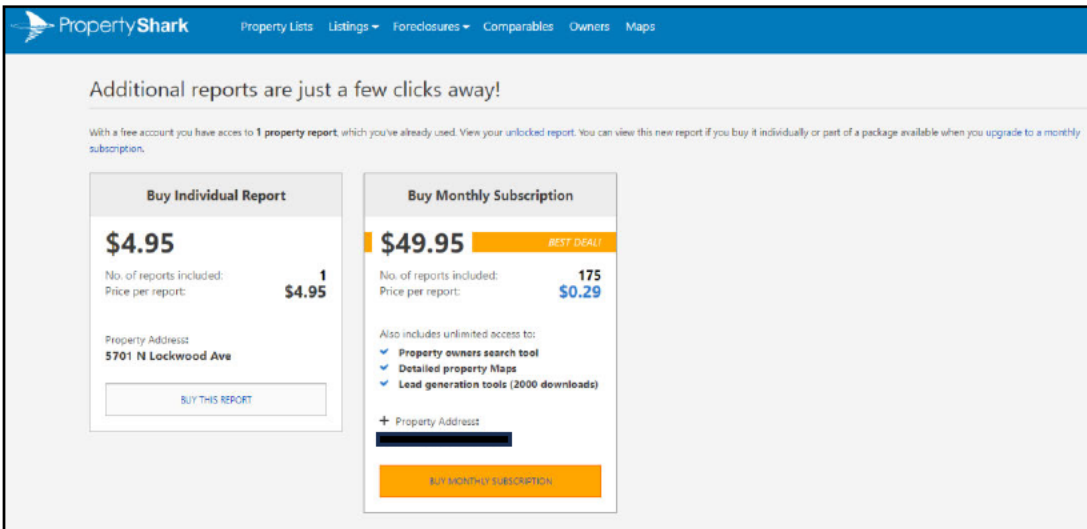 PropertyShark Property Lists Listings Foreclosures Comparables Owners Maps
Additional reports are just a few clicks away!
With a free account you have acces to 1 property report, which you've already used. View your unlocked report. You can view this new report if you buy it individually or part of a package available when you upgrade to a monthly
subscription.
Buy Individual Report
$4.95
No. of reports included: 1
Price per report: $4.95
Property Address:
5701 N Lockwood Ave
BUY THIS REPORT
Buy Monthly Subscription
$49.95 BEST DEAL!
No. of reports included: 175
Price per report: $0.29
Also includes unlimited access to:
Property owners search tool
Detailed property Maps
Lead generation tools (2000 downloads)
+ Property Address:
BUY MONTHLY SUBSCRIPTION